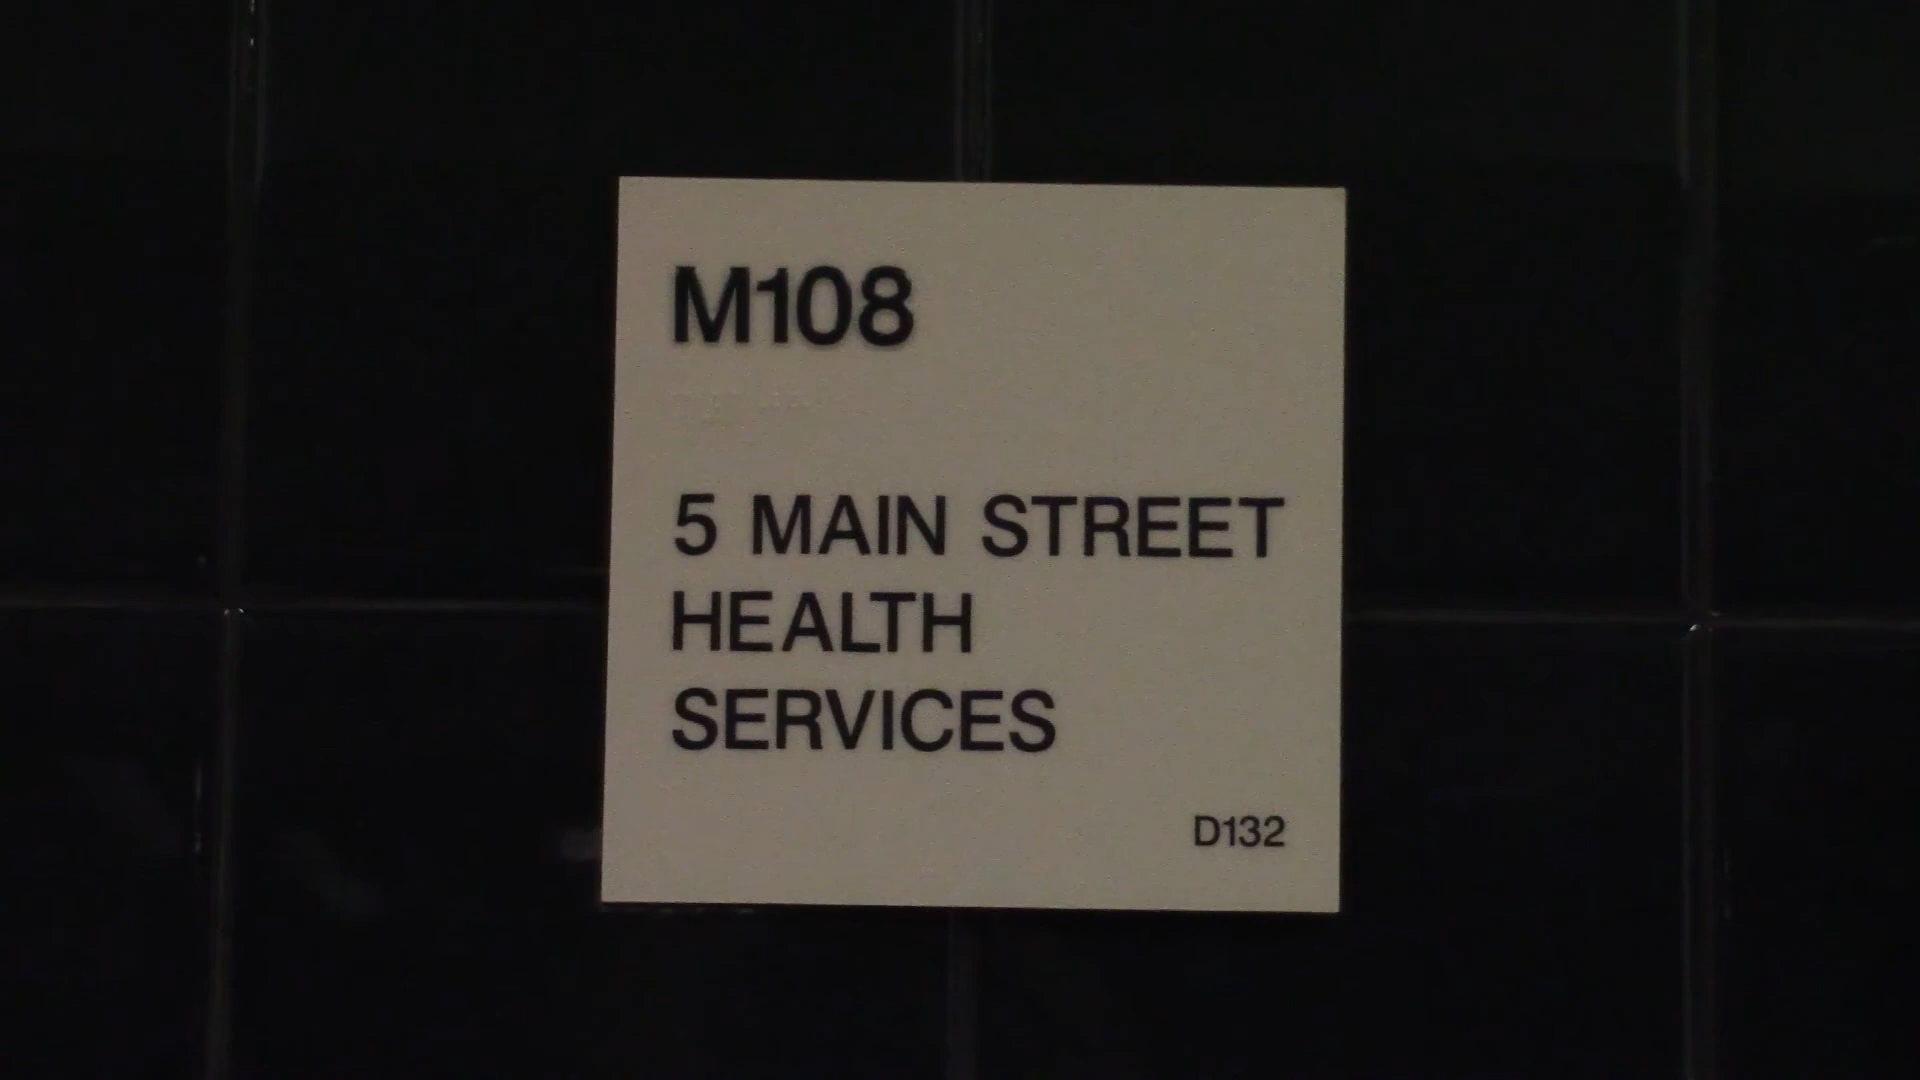 M108
5 MAIN STREET
HEALTH
SERVICES
D132